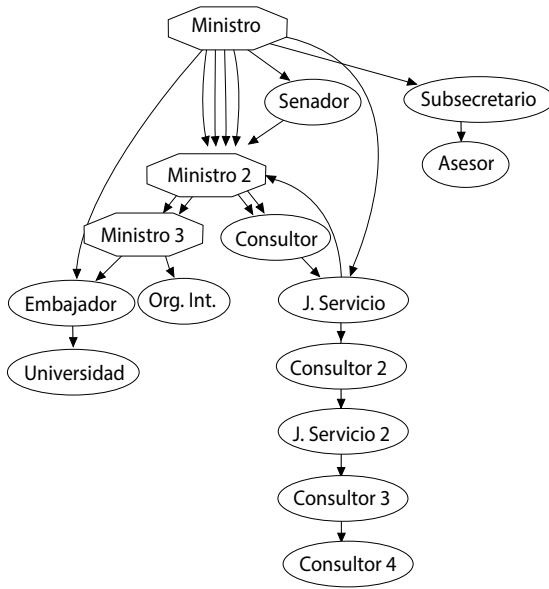 Ministro
Senador
Subsecretario
Asesor
Ministro 2
Ministro 3
Consultor
Embajador
Org. Int.
J. Servicio
Universidad
Consultor 2
J. Servicio 2
Consultor 3
Consultor 4